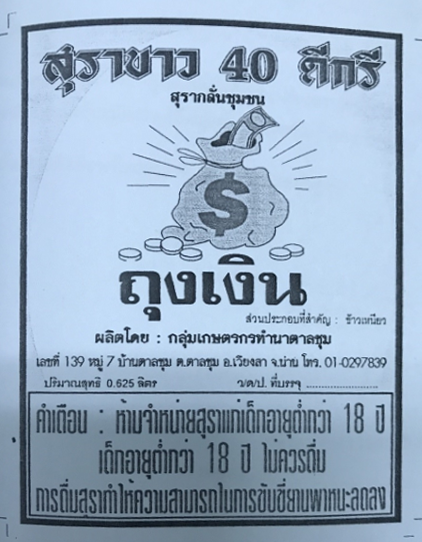 สุราขาว 40 ดีกรี
สุรากลั่นชุมชน
$
ถุงเงิน
ส่วนประกอบที่สำคัญ : ข้าวเหนียว
ผลิตโดย : กลุ่มเกษตรกรทำนาตาลชุม
เลขที่ 139 หมู่ 7 บ้านตาลชุม ต.ตาลชุม อ.เวียงสา จ.น่าน โทร. 01-0297839
ปริมาณสุทธิ 0.625 ลิตร ว/ด/ป. ที่บรรจุ ........................
คำเตือน : ห้ามจำหน่ายสุราแก่เด็กอายุต่ำกว่า 18 ปี
เด็กอายุต่ำกว่า 18 ปี ไม่ควรดื่ม
การดื่มสุราทำให้ความสามารถในการขับขี่ยานพาหนะลดลง